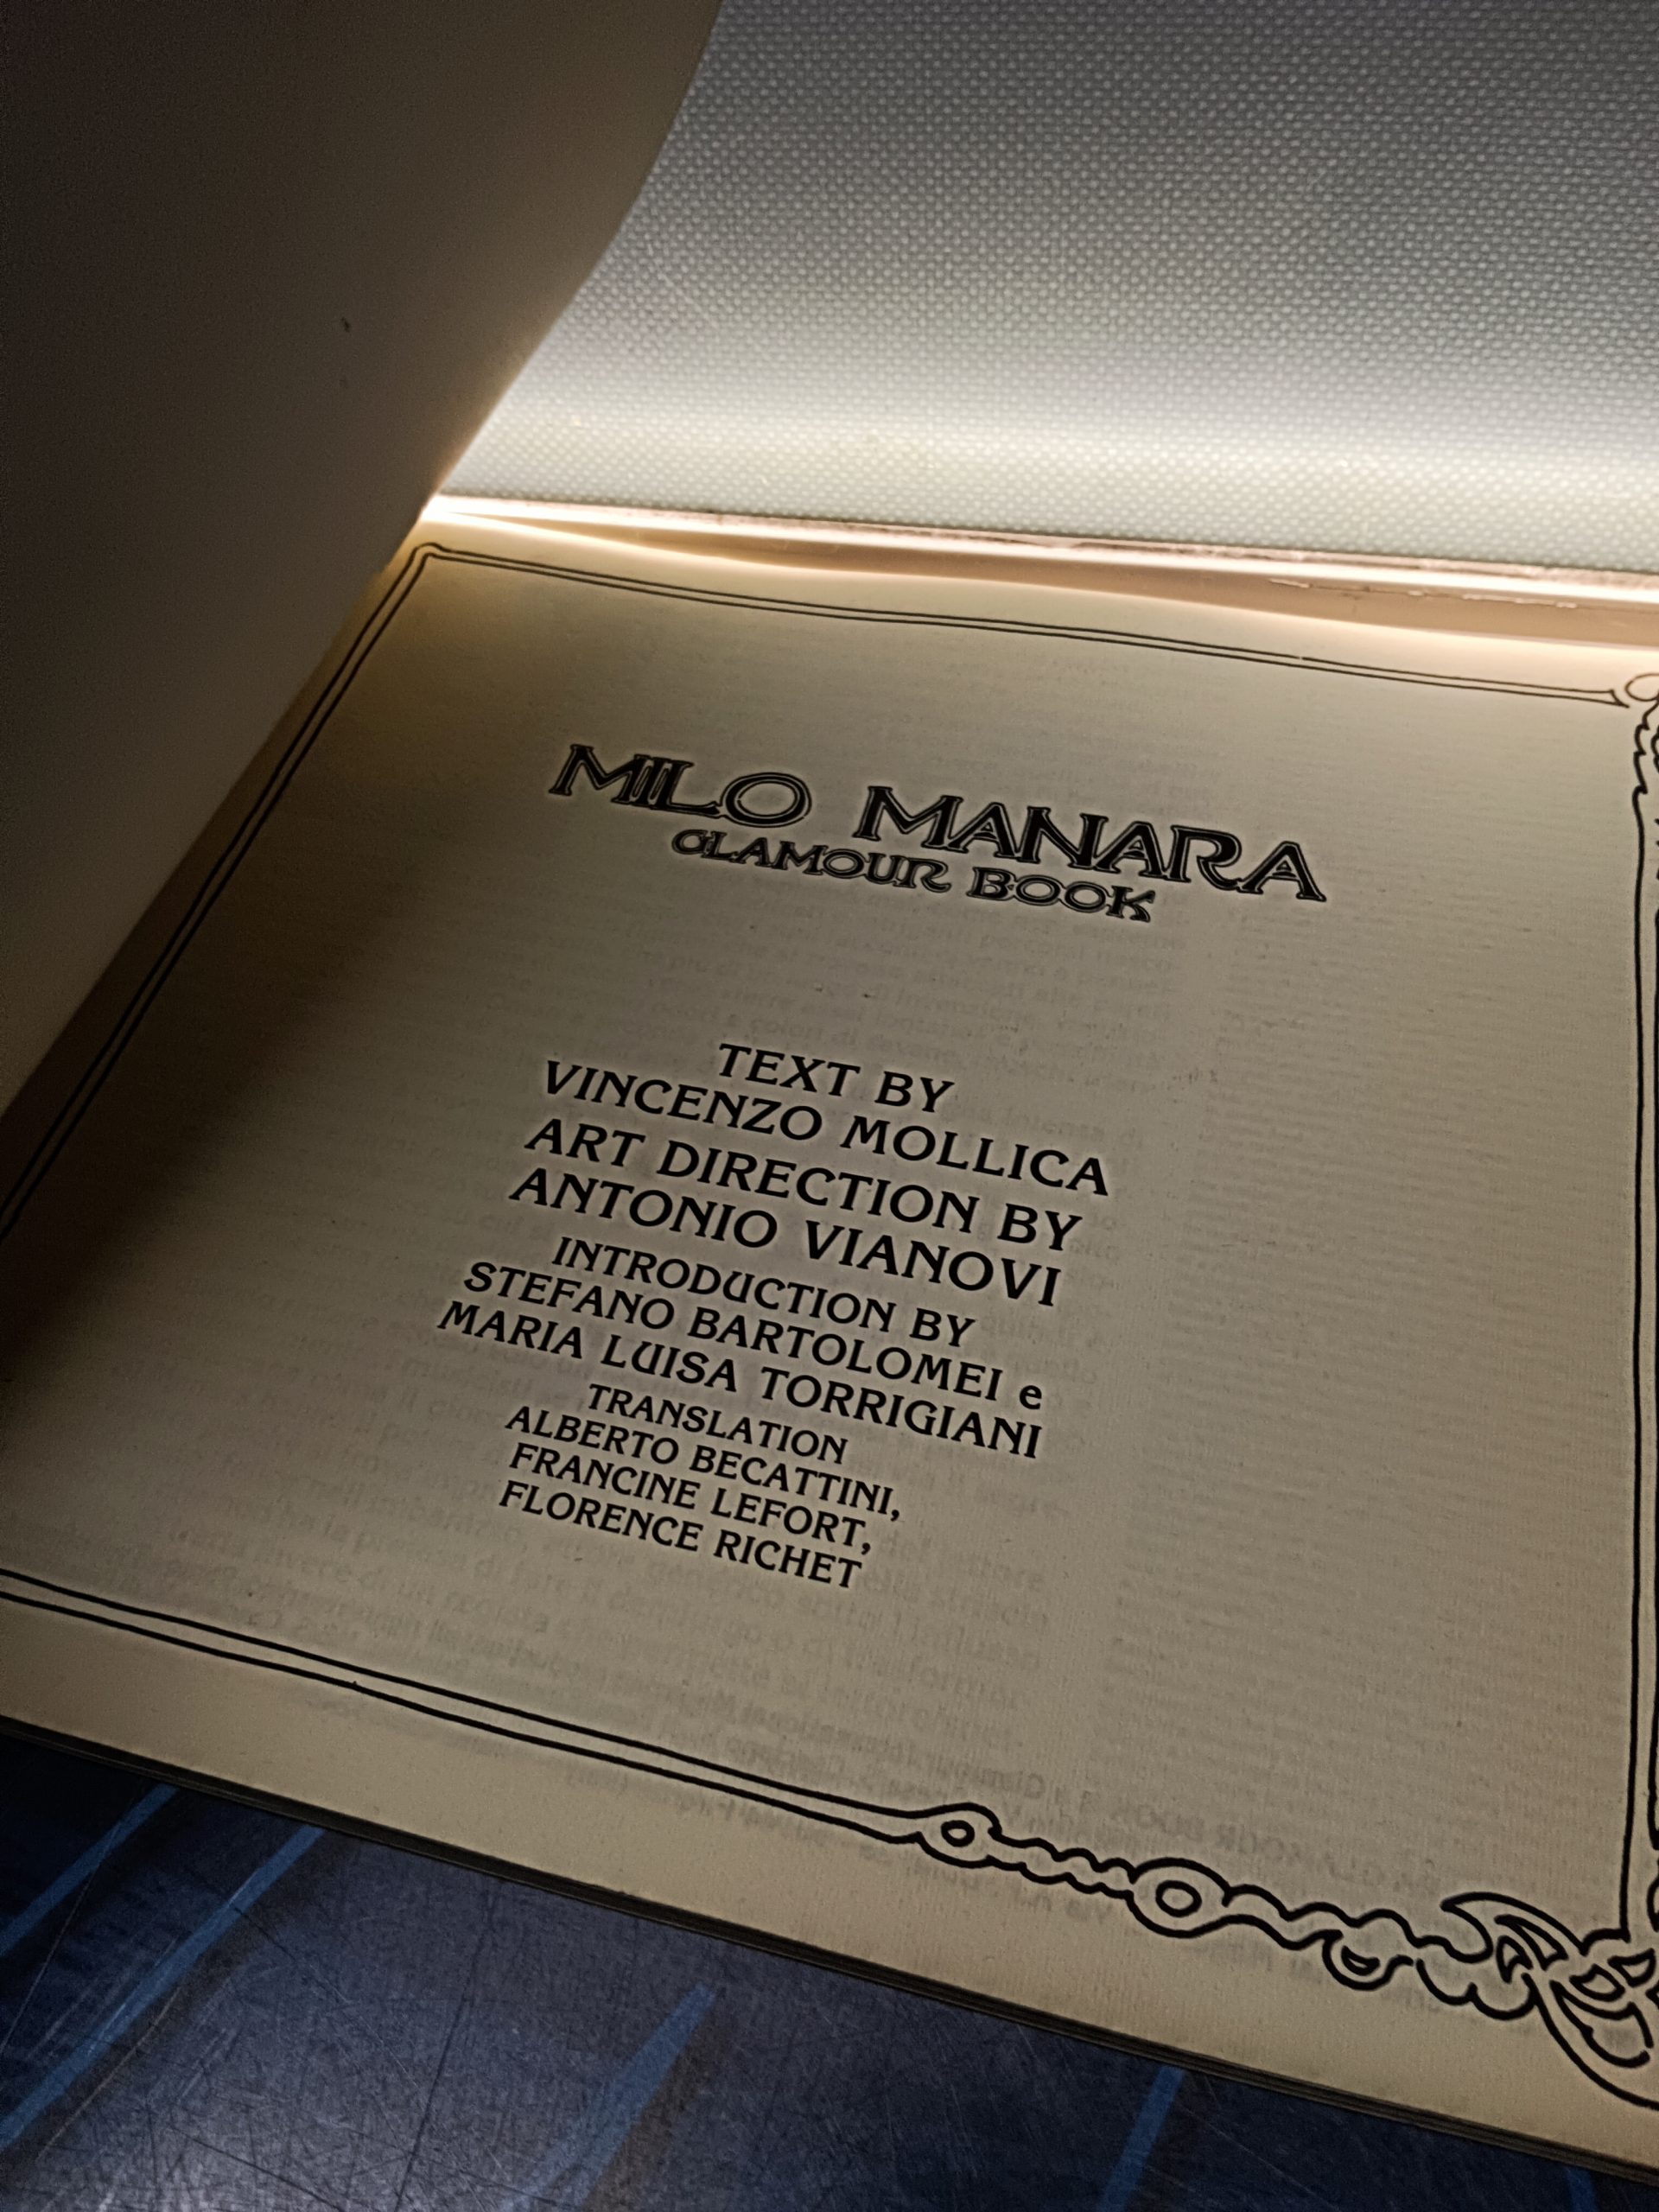 MILO MANARA
GLAMOUR BOOK
TEXT BY
VINCENZO MOLLICA
ART DIRECTION BY
ANTONIO VIANOVI
INTRODUCTION BY
STEFANO BARTOLOMEI e
MARIA LUISA TORRIGIANI
TRANSLATION
ALBERTO BECATTINI,
FRANCINE LEFORT,
FLORENCE RICHET